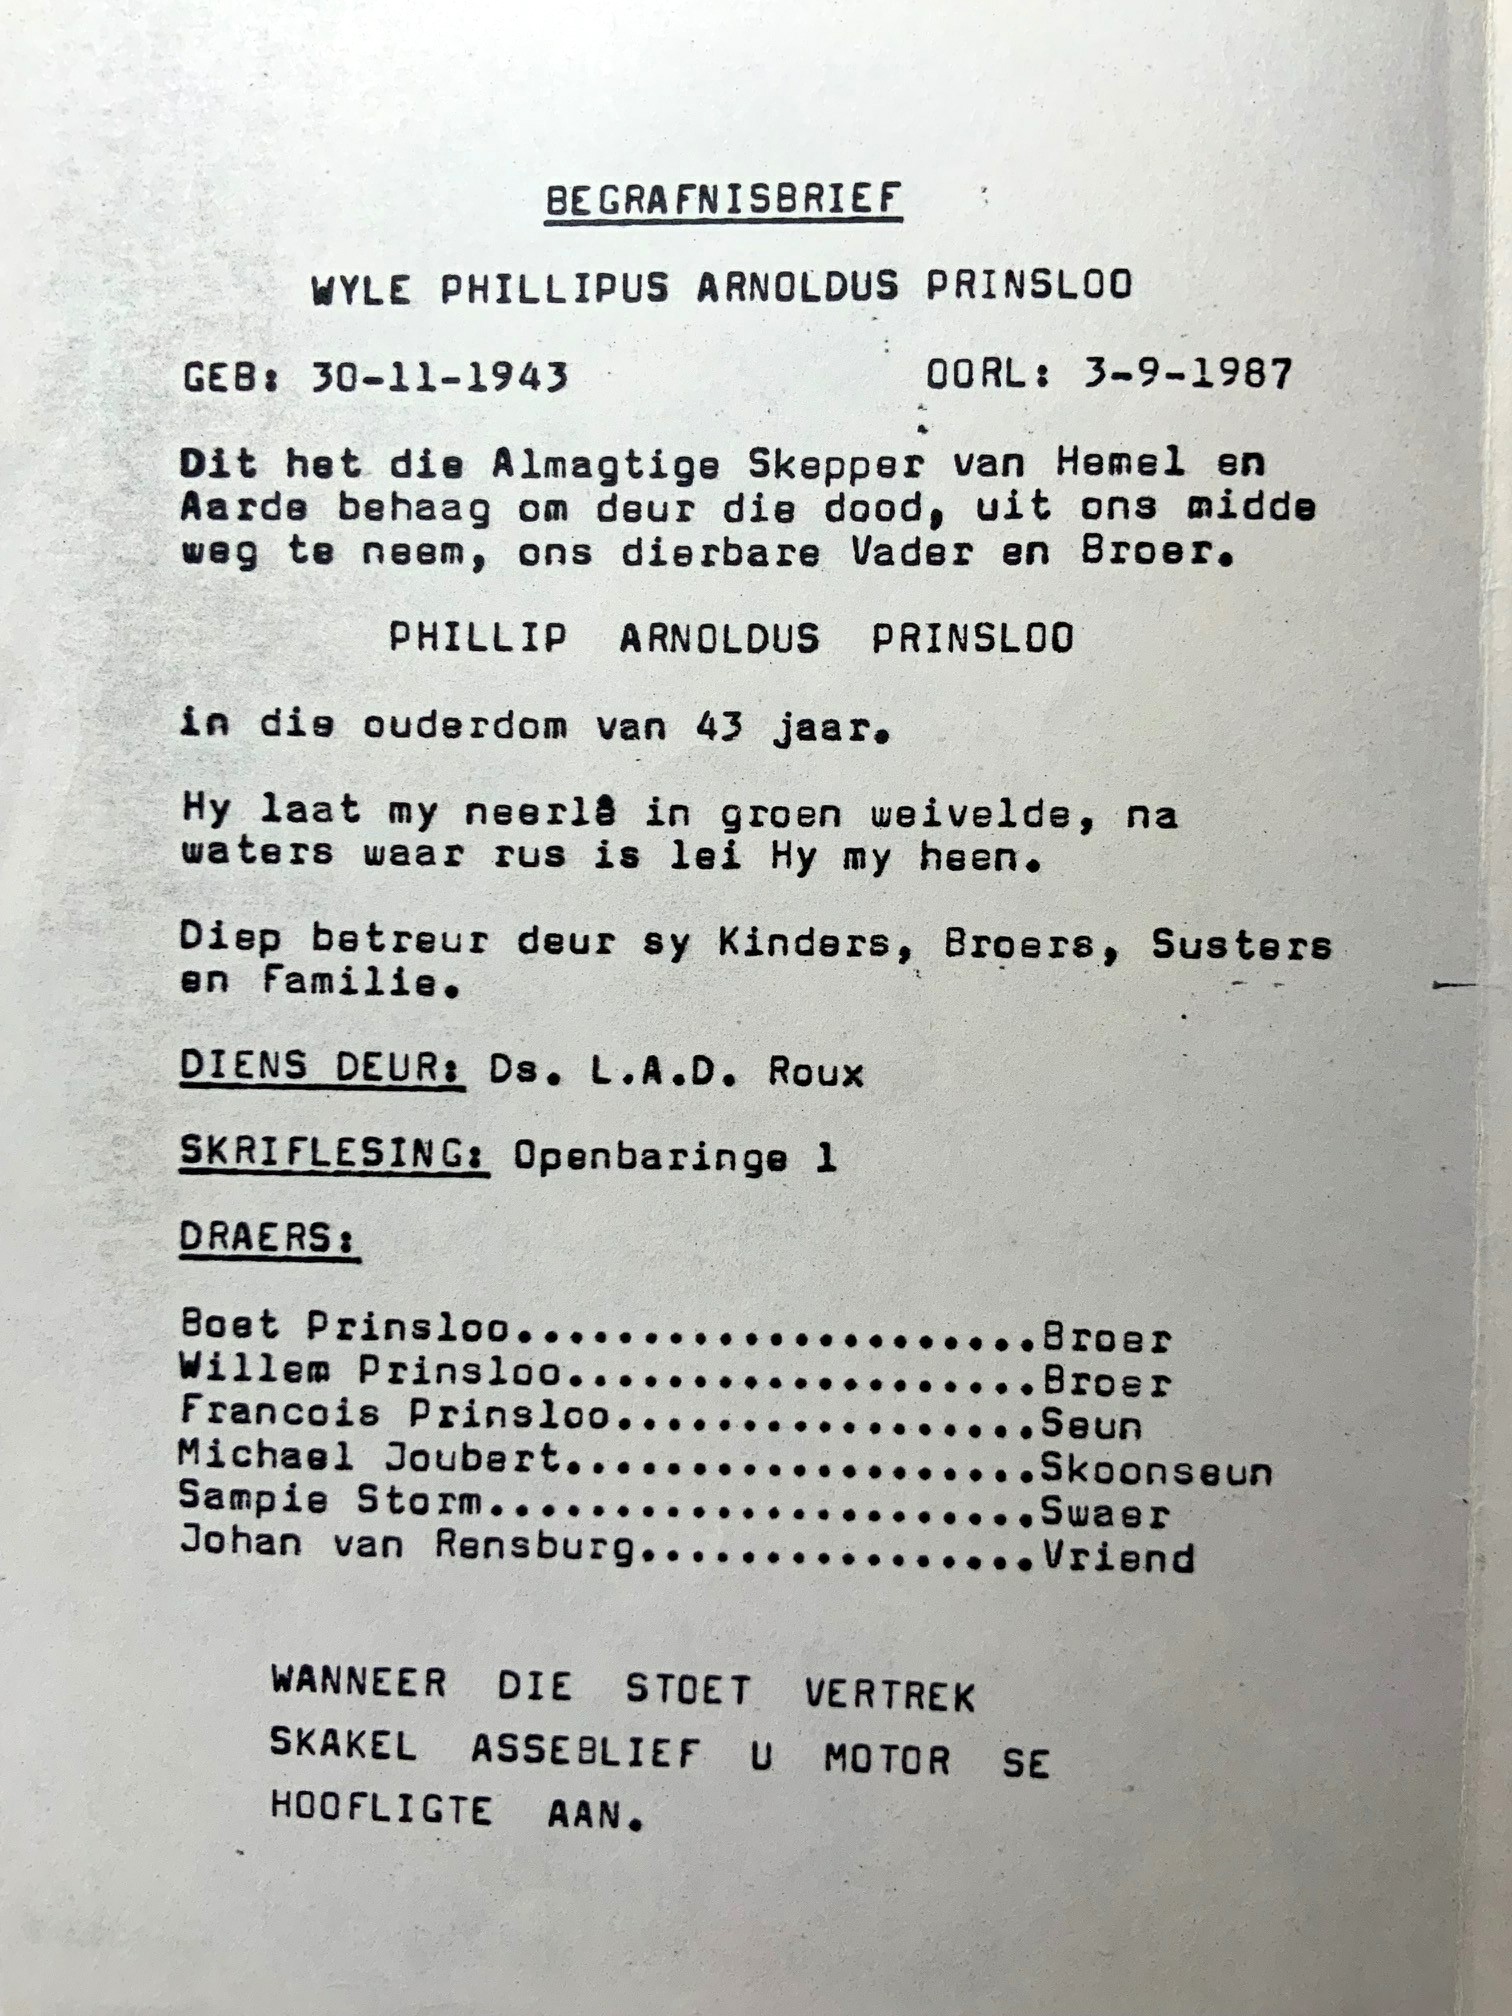 BEGRAFNISBRIEF
WYLE PHILLIPUS ARNOLDUS PRINSLOO
GEB: 30-11-1943 OORL: 3-9-1987
Dit het die Almagtige Skepper van Hemel en
Aarde behaag om deur die dood, uit ons midde
weg te neem, ons dierbare Vader en Broer.
PHILLIP ARNOLDUS PRINSLOO
in die ouderdom van 43 jaar.
Hy laat my neerlê in groen weivelde, na
waters waar rus is lei Hy my heen.
Diep betreur deur sy Kinders, Broers, Susters
en Familie.
DIENS DEUR: Ds. L.A.D. Roux
SKRIFLESING: Openbaringe 1
DRAERS:
Boet Prinsloo.....................Broer
Willem Prinsloo...................Broer
Francois Prinsloo.................Seun
Michael Joubert...................Skoonseun
Sampie Storm......................Swaer
Johan van Rensburg................Vriend
WANNEER DIE STOET VERTREK
SKAKEL ASSEBLIEF U MOTOR SE
HOOFLIGTE AAN.